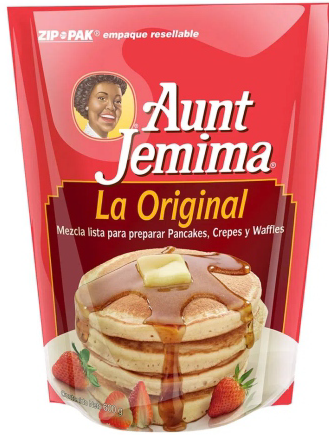 ZIP PAK® empaque resellable
Aunt
Jemima®
La Original
Mezcla lista para preparar Pancakes, Crepes y Waffles